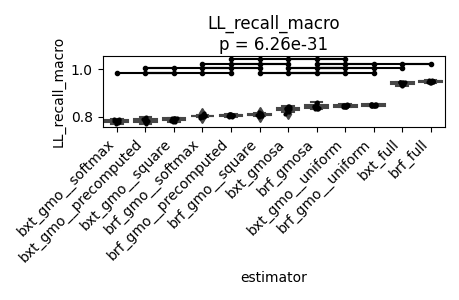 LL_recall_macro
p = 6.26e-31
LL_recall_macro
1.0
0.8
bxt_gmo__softmax
bxt_gmo__precomputed
bxt_gmo__square
brf_gmo__softmax
brf_gmo__precomputed
brf_gmo__square
bxt_gmosa
brf_gmosa
bxt_gmo__uniform
brf_gmo__uniform
bxt_full
brf_full
estimator